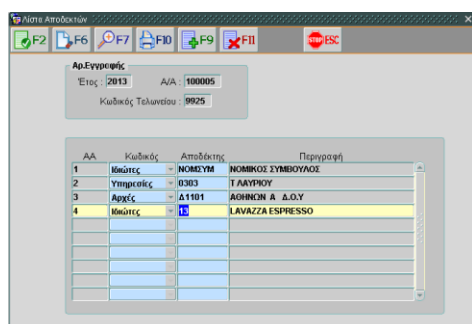 Λίστα Αποδεκτών
F2 F6 F7 F10 F9 F11 STOP ESC
Αρ.Εγγραφής
Έτος : 2013 Α/Α : 100005
Κωδικός Τελωνείου : 9925
ΑΑ Κωδικός Αποδέκτης Περιγραφή
1 Ιδιώτες ΝΟΜΣΥΜ ΝΟΜΙΚΟΣ ΣΥΜΒΟΥΛΟΣ
2 Υπηρεσίες 0303 Τ ΛΑΥΡΙΟΥ
3 Αρχές Δ1101 ΑΘΗΝΩΝ Α Δ.Ο.Υ
4 Ιδιώτες 13 LAVAZZA ESPRESSO